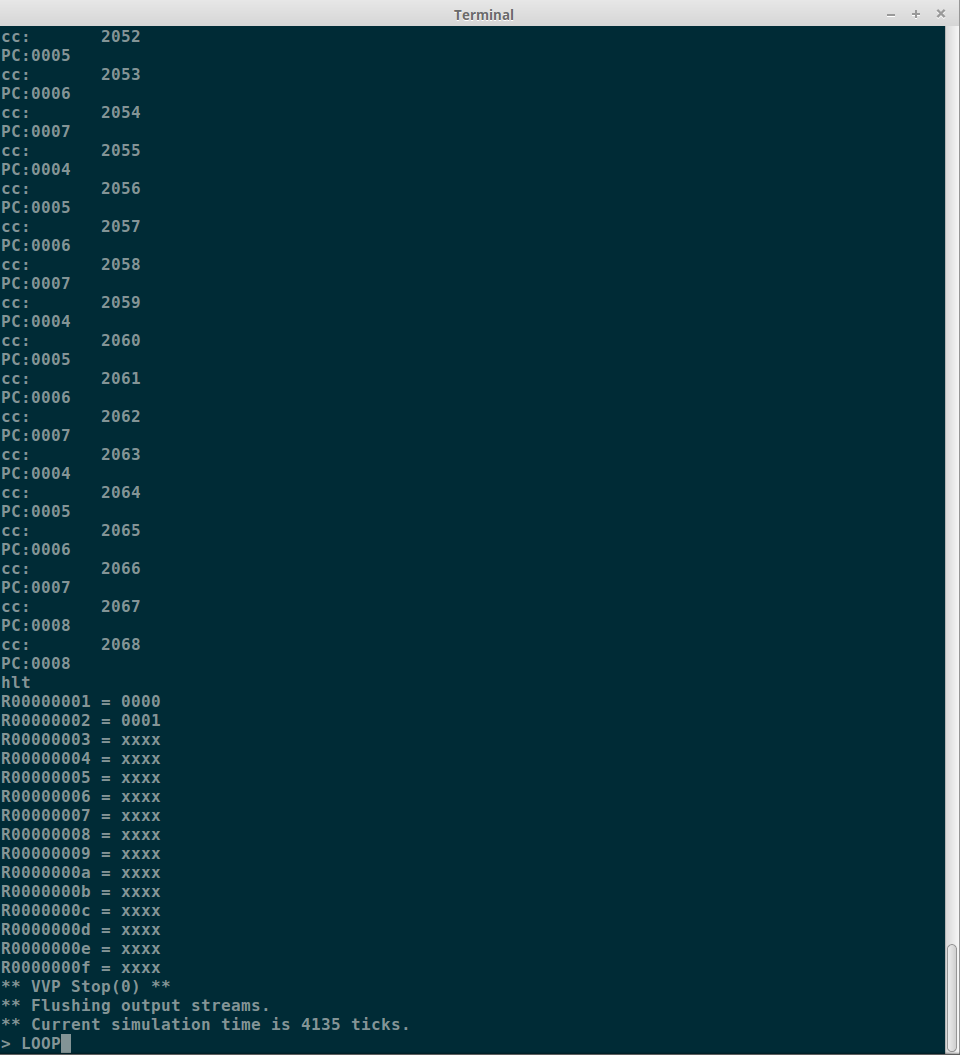 Terminal
cc:       2052
PC:0005
cc:       2053
PC:0006
cc:       2054
PC:0007
cc:       2055
PC:0004
cc:       2056
PC:0005
cc:       2057
PC:0006
cc:       2058
PC:0007
cc:       2059
PC:0004
cc:       2060
PC:0005
cc:       2061
PC:0006
cc:       2062
PC:0007
cc:       2063
PC:0004
cc:       2064
PC:0005
cc:       2065
PC:0006
cc:       2066
PC:0007
cc:       2067
PC:0008
cc:       2068
PC:0008
hlt
R00000001 = 0000
R00000002 = 0001
R00000003 = xxxx
R00000004 = xxxx
R00000005 = xxxx
R00000006 = xxxx
R00000007 = xxxx
R00000008 = xxxx
R00000009 = xxxx
R0000000a = xxxx
R0000000b = xxxx
R0000000c = xxxx
R0000000d = xxxx
R0000000e = xxxx
R0000000f = xxxx
** VVP Stop(0) **
** Flushing output streams.
** Current simulation time is 4135 ticks.
> LOOP